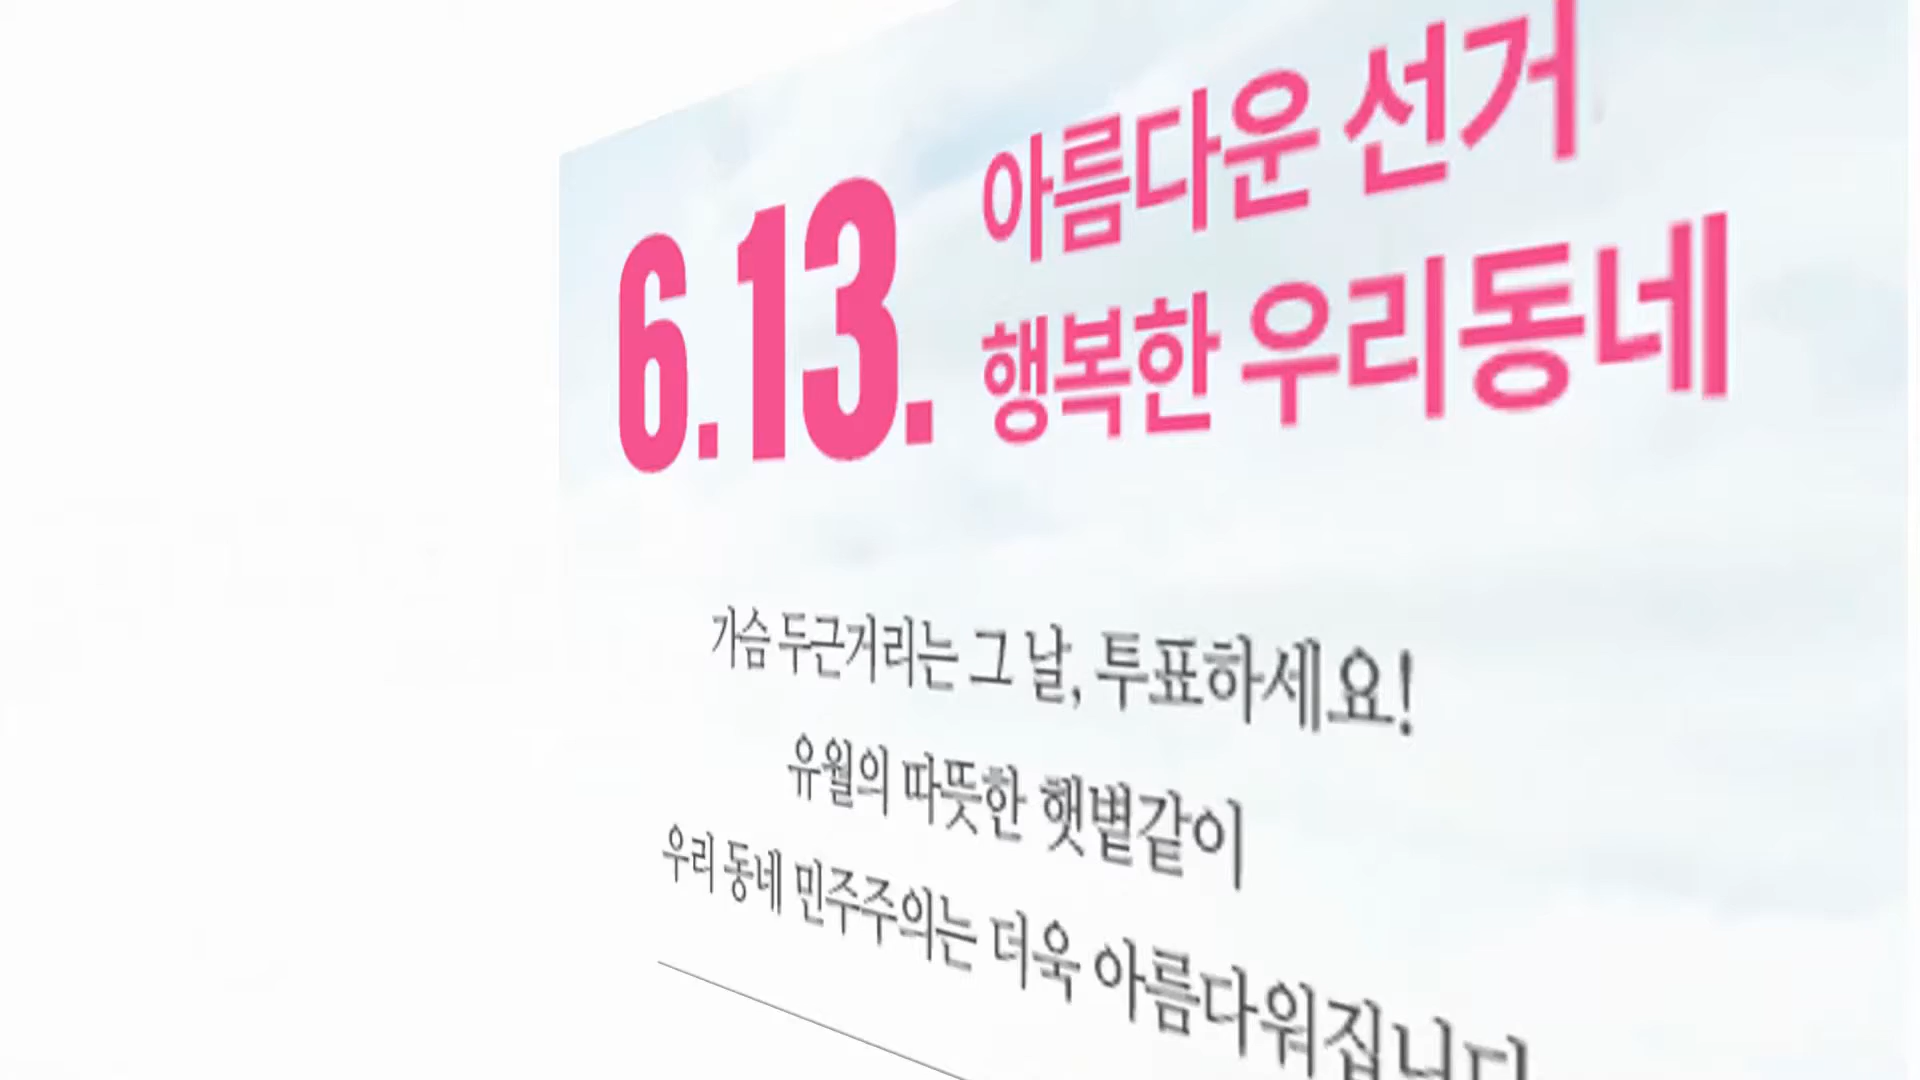 6.13.
아름다운 선거
행복한 우리동네
가슴 두근거리는 그 날, 투표하세요!
유월의 따뜻한 햇볕같이
우리 동네 민주주의는 더욱 아름다워집니다